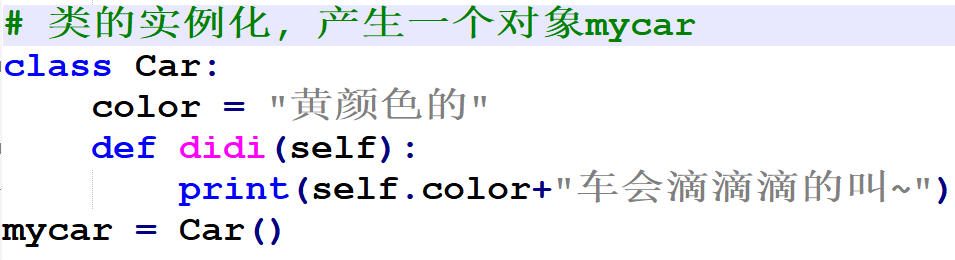 # 类的实例化，产生一个对象mycar
class Car:
    color = "黄颜色的"
    def didi(self):
        print(self.color+"车会滴滴滴的叫~")
mycar = Car()